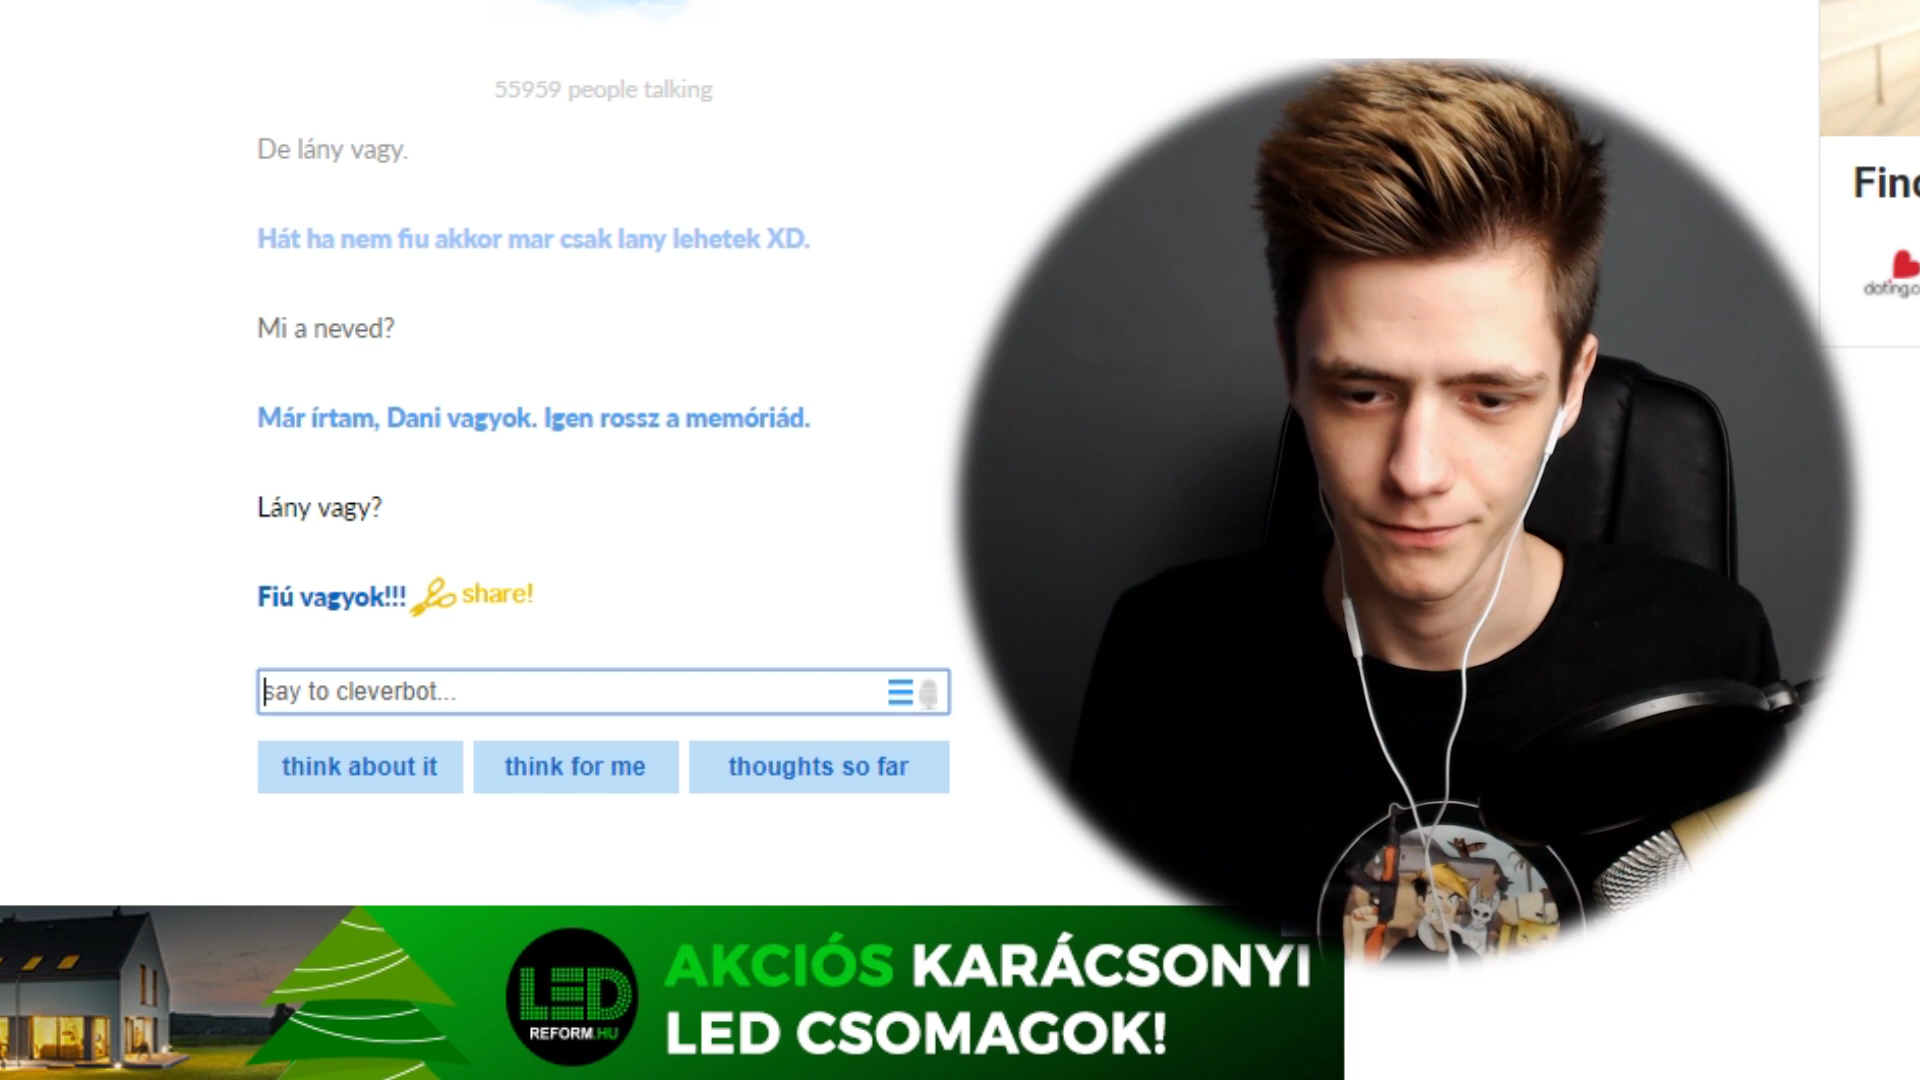 55959 people talking
De lány vagy.
Hát ha nem fiu akkor mar csak lany lehetek XD.
Mi a neved?
Már írtam, Dani vagyok. Igen rossz a memóriád.
Lány vagy?
Fiú vagyok!!! share!
say to cleverbot...
think about it think for me thoughts so far
LED
REFORM.HU
AKCIÓS KARÁCSONYI
LED CSOMAGOK!